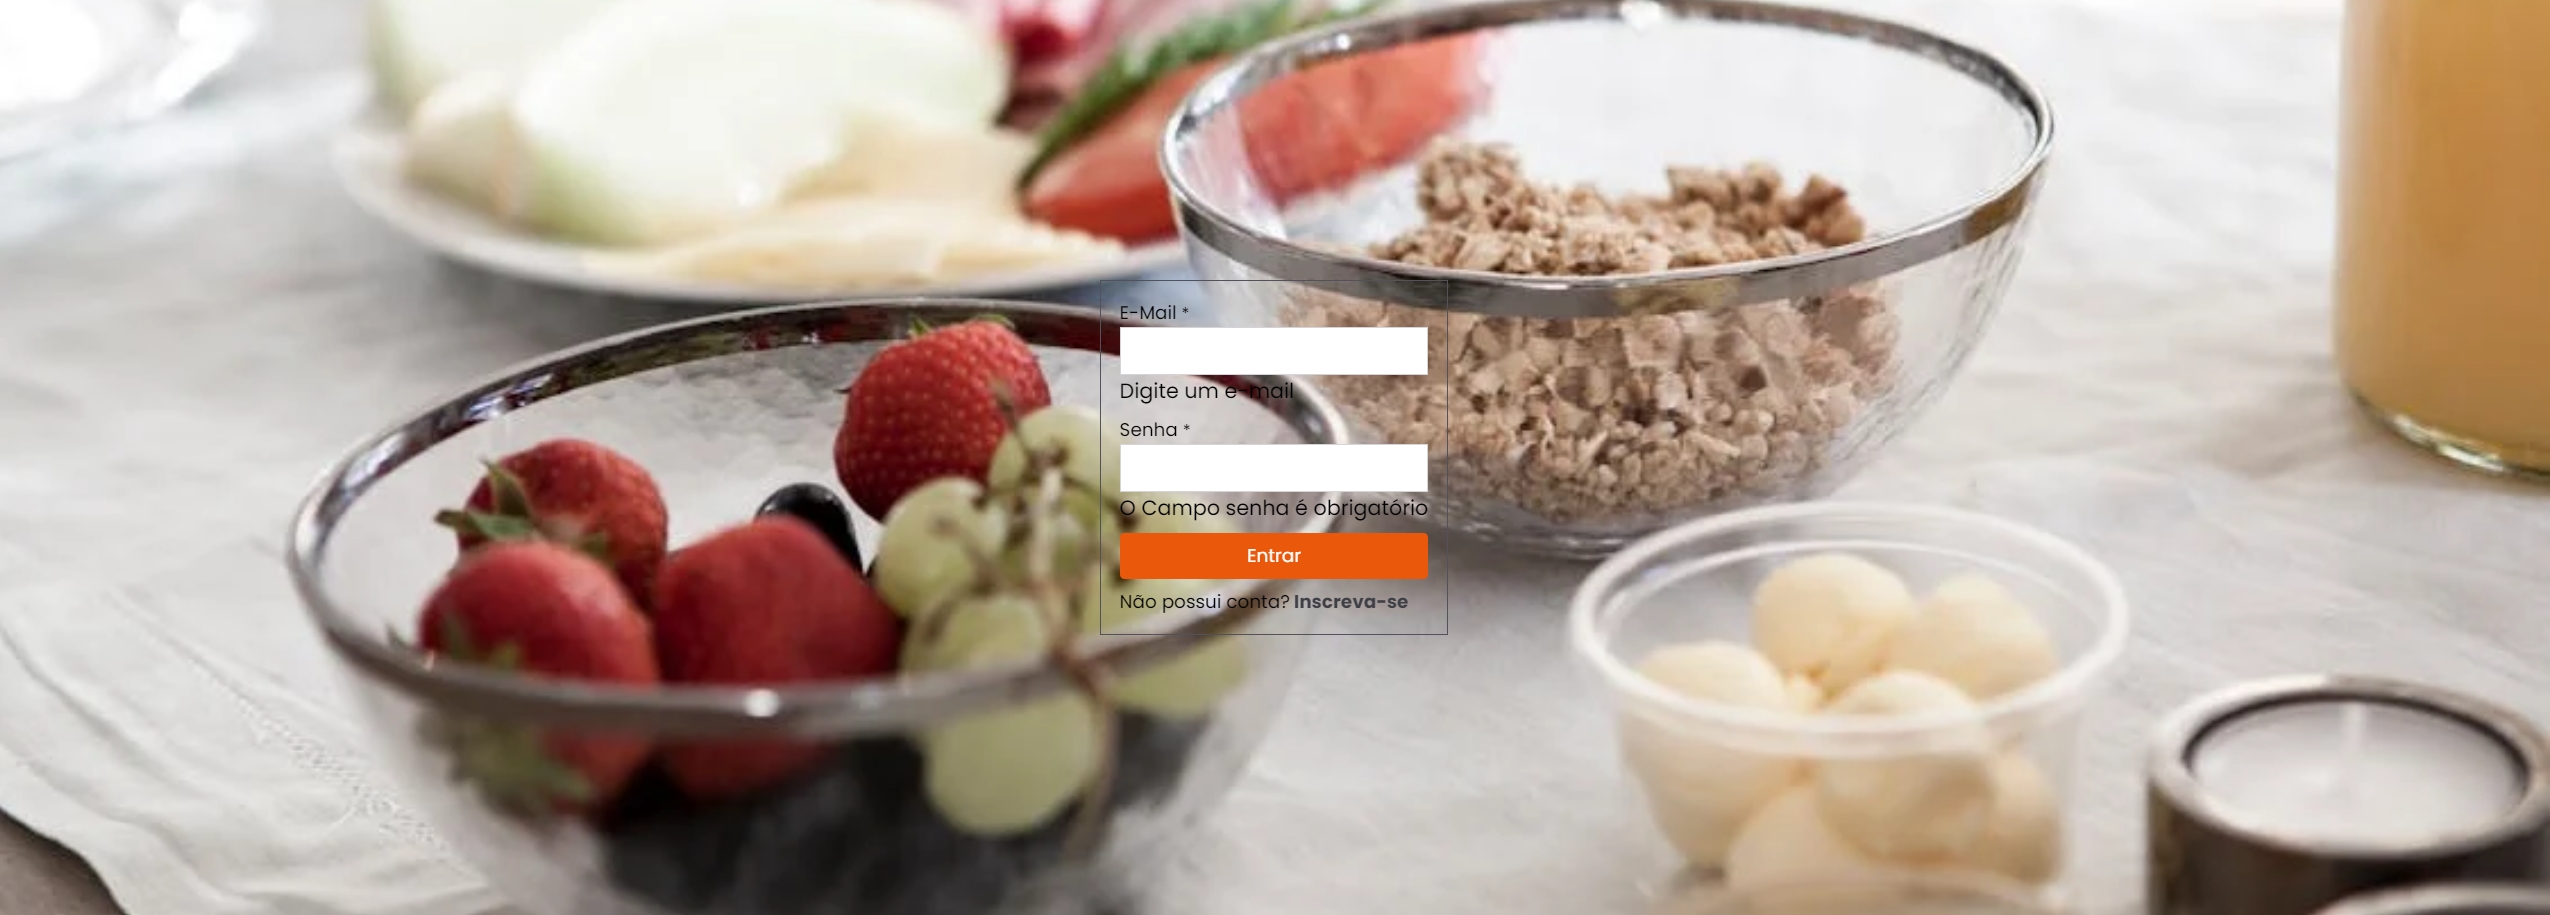 E-Mail *
Digite um e-mail
Senha *
O Campo senha é obrigatório
Entrar
Não possui conta? Inscreva-se